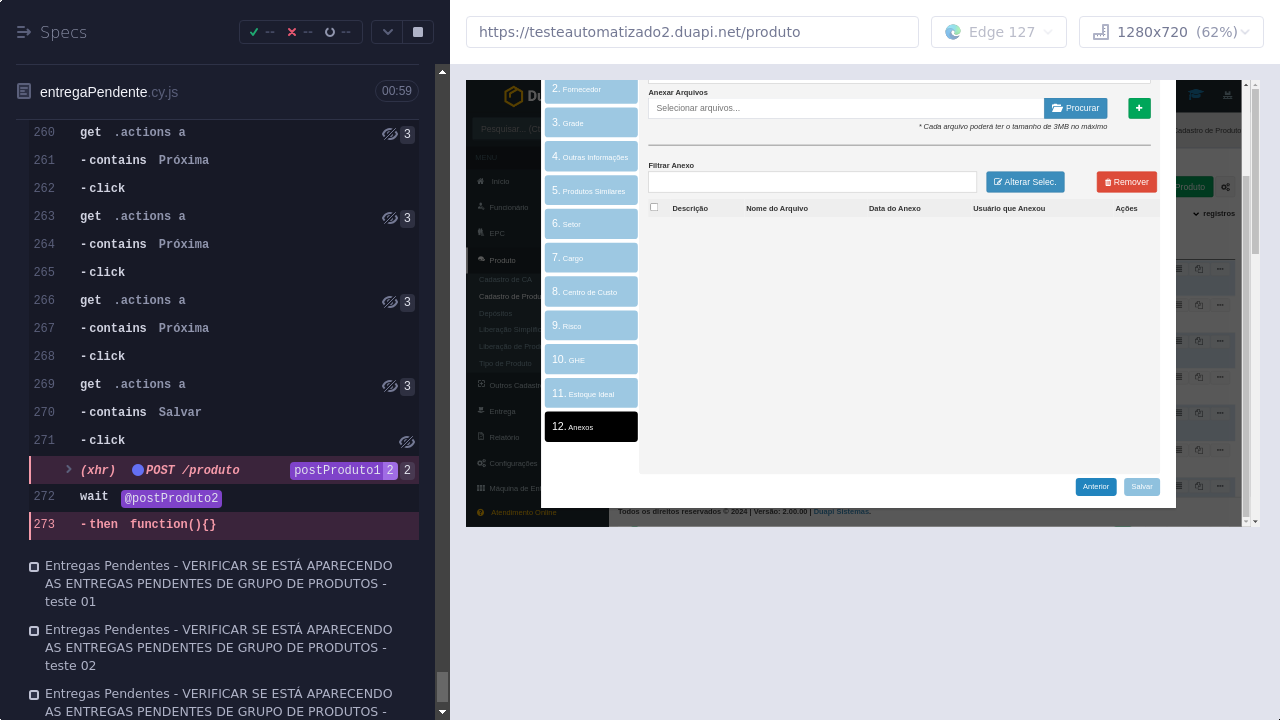 Specs
--
--
--
https://testeautomatizado2.duapi.net/produto
Edge 127
1280x720 (62%)
entregaPendente.cy.js
00:59
260 get .actions a 3
261 -contains Próxima
262 -click
263 get .actions a 3
264 -contains Próxima
265 -click
266 get .actions a 3
267 -contains Próxima
268 -click
269 get .actions a 3
270 -contains Salvar
271 -click
(xhr) POST /produto postProduto1 2 2
272 wait @postProduto2
273 -then function(){}
Entregas Pendentes - VERIFICAR SE ESTÁ APARECENDO
AS ENTREGAS PENDENTES DE GRUPO DE PRODUTOS -
teste 01
Entregas Pendentes - VERIFICAR SE ESTÁ APARECENDO
AS ENTREGAS PENDENTES DE GRUPO DE PRODUTOS -
teste 02
Entregas Pendentes - VERIFICAR SE ESTÁ APARECENDO
AS ENTREGAS PENDENTES DE GRUPO DE PRODUTOS -
Pesquisar...
MENU
Início
Funcionário
EPC
Produto
Cadastro de CA
Cadastro de Produ
Depósitos
Liberação Simplific
Liberação de Prod
Tipo de Produto
Outros Cadastr
Entrega
Relatório
Configurações
Máquina de En
Atendimento Online
2. Fornecedor
3. Grade
4. Outras Informações
5. Produtos Similares
6. Setor
7. Cargo
8. Centro de Custo
9. Risco
10. GHE
11. Estoque Ideal
12. Anexos
Anexar Arquivos
Selecionar arquivos...
Procurar
* Cada arquivo poderá ter o tamanho de 3MB no máximo
Filtrar Anexo
Alterar Selec.
Remover
Descrição Nome do Arquivo Data do Anexo Usuário que Anexou Ações
Anterior
Salvar
Cadastro de Produto
Produto
registros
Todos os direitos reservados © 2024 | Versão: 2.00.00 | Duapi Sistemas.